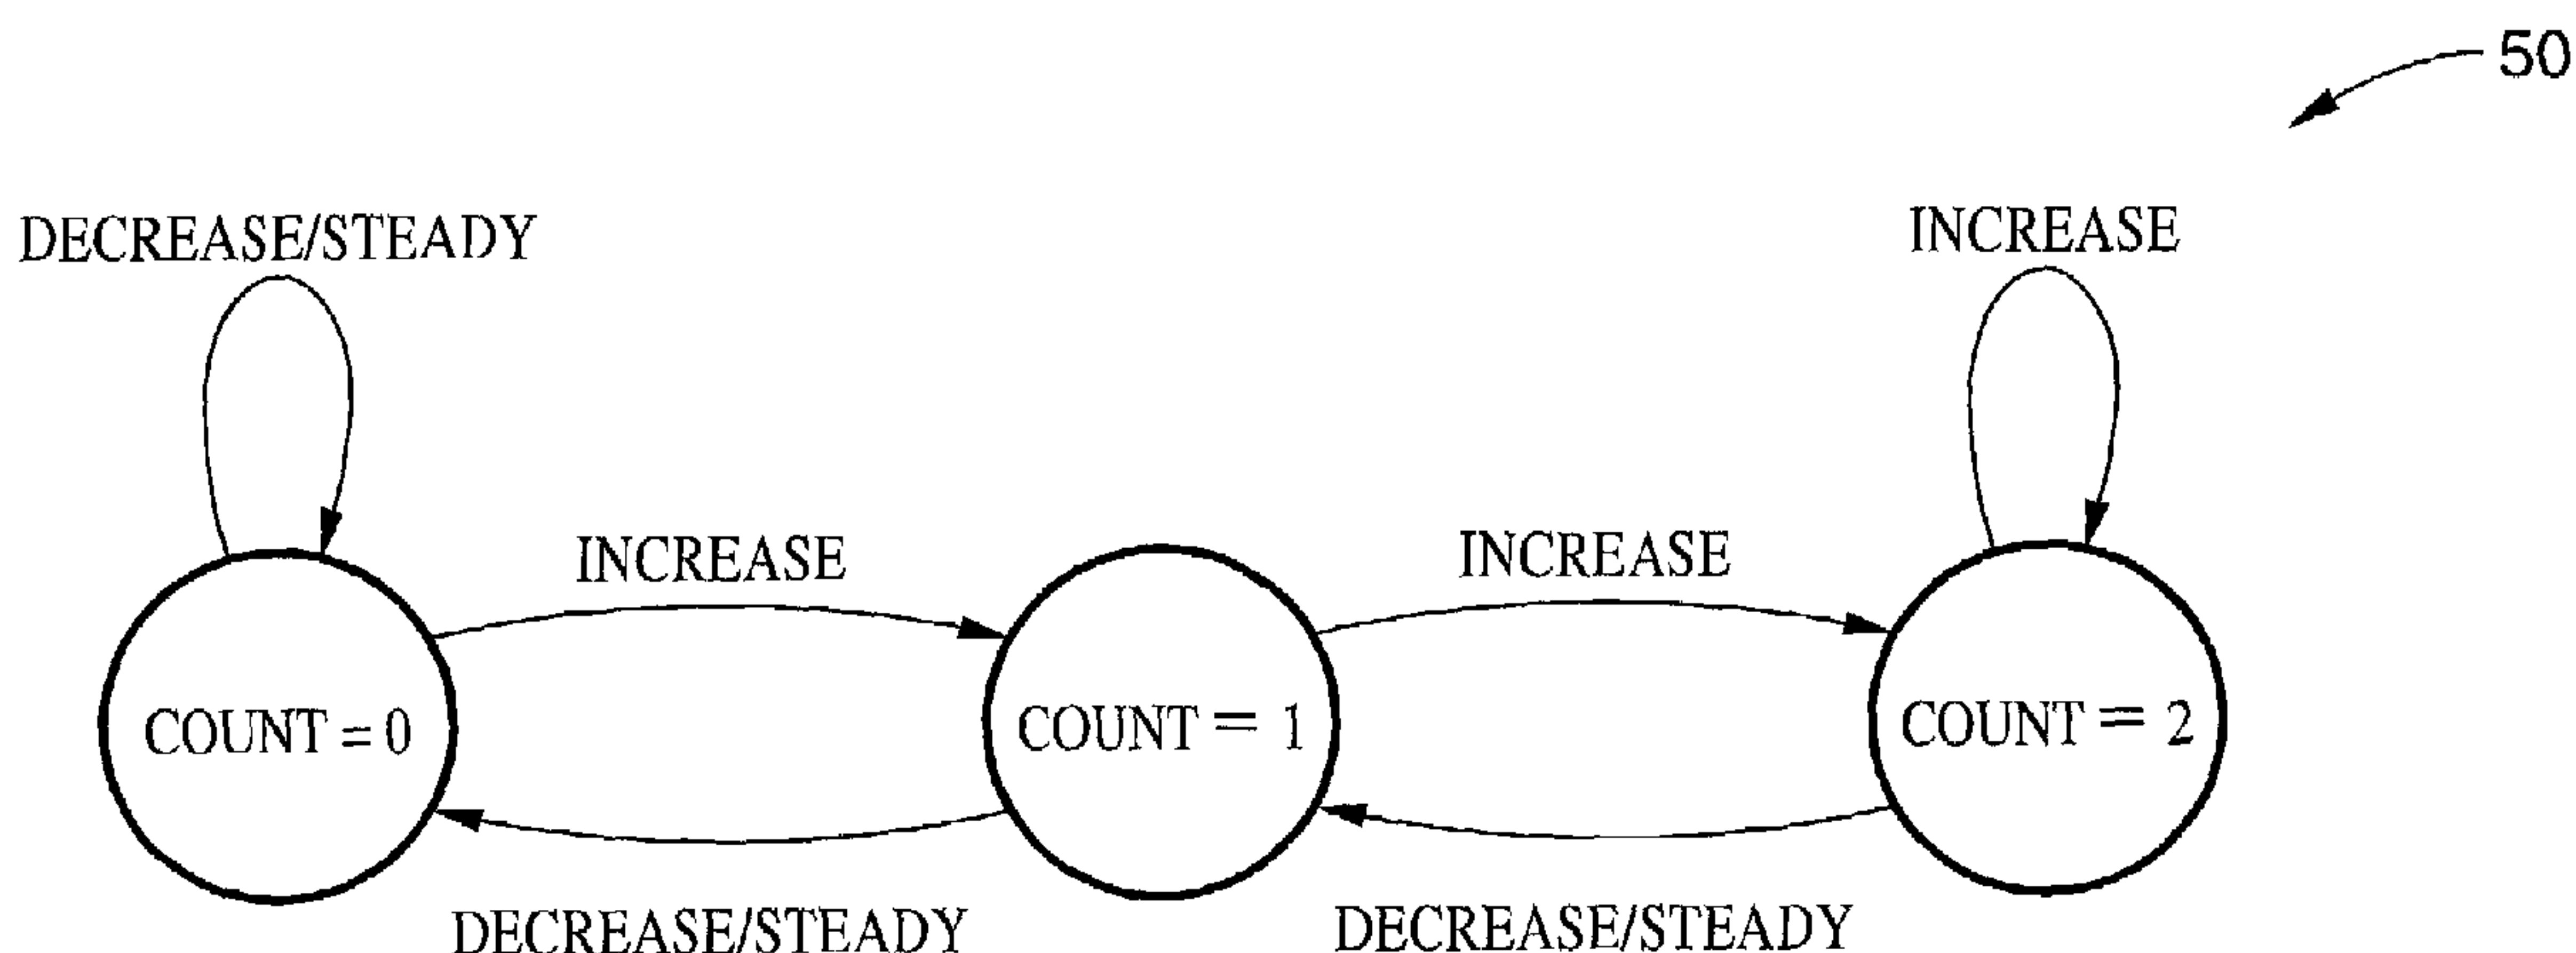 50
DECREASE/STEADY
INCREASE
INCREASE
INCREASE
COUNT = 0
COUNT = 1
COUNT = 2
DECREASE/STEADY
DECREASE/STEADY